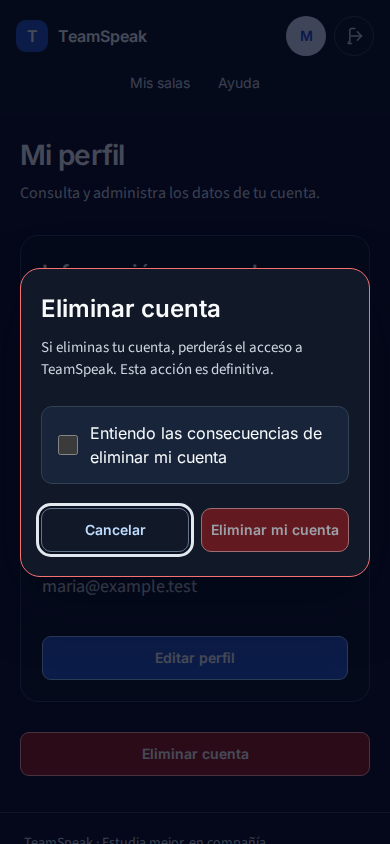 T TeamSpeak M
Mis salas Ayuda
Mi perfil
Consulta y administra los datos de tu cuenta.
Eliminar cuenta
Si eliminas tu cuenta, perderás el acceso a
TeamSpeak. Esta acción es definitiva.
Entiendo las consecuencias de
eliminar mi cuenta
Cancelar Eliminar mi cuenta
maria@example.test
Editar perfil
Eliminar cuenta
TeamSpeak · Estudia mejor, en compañía